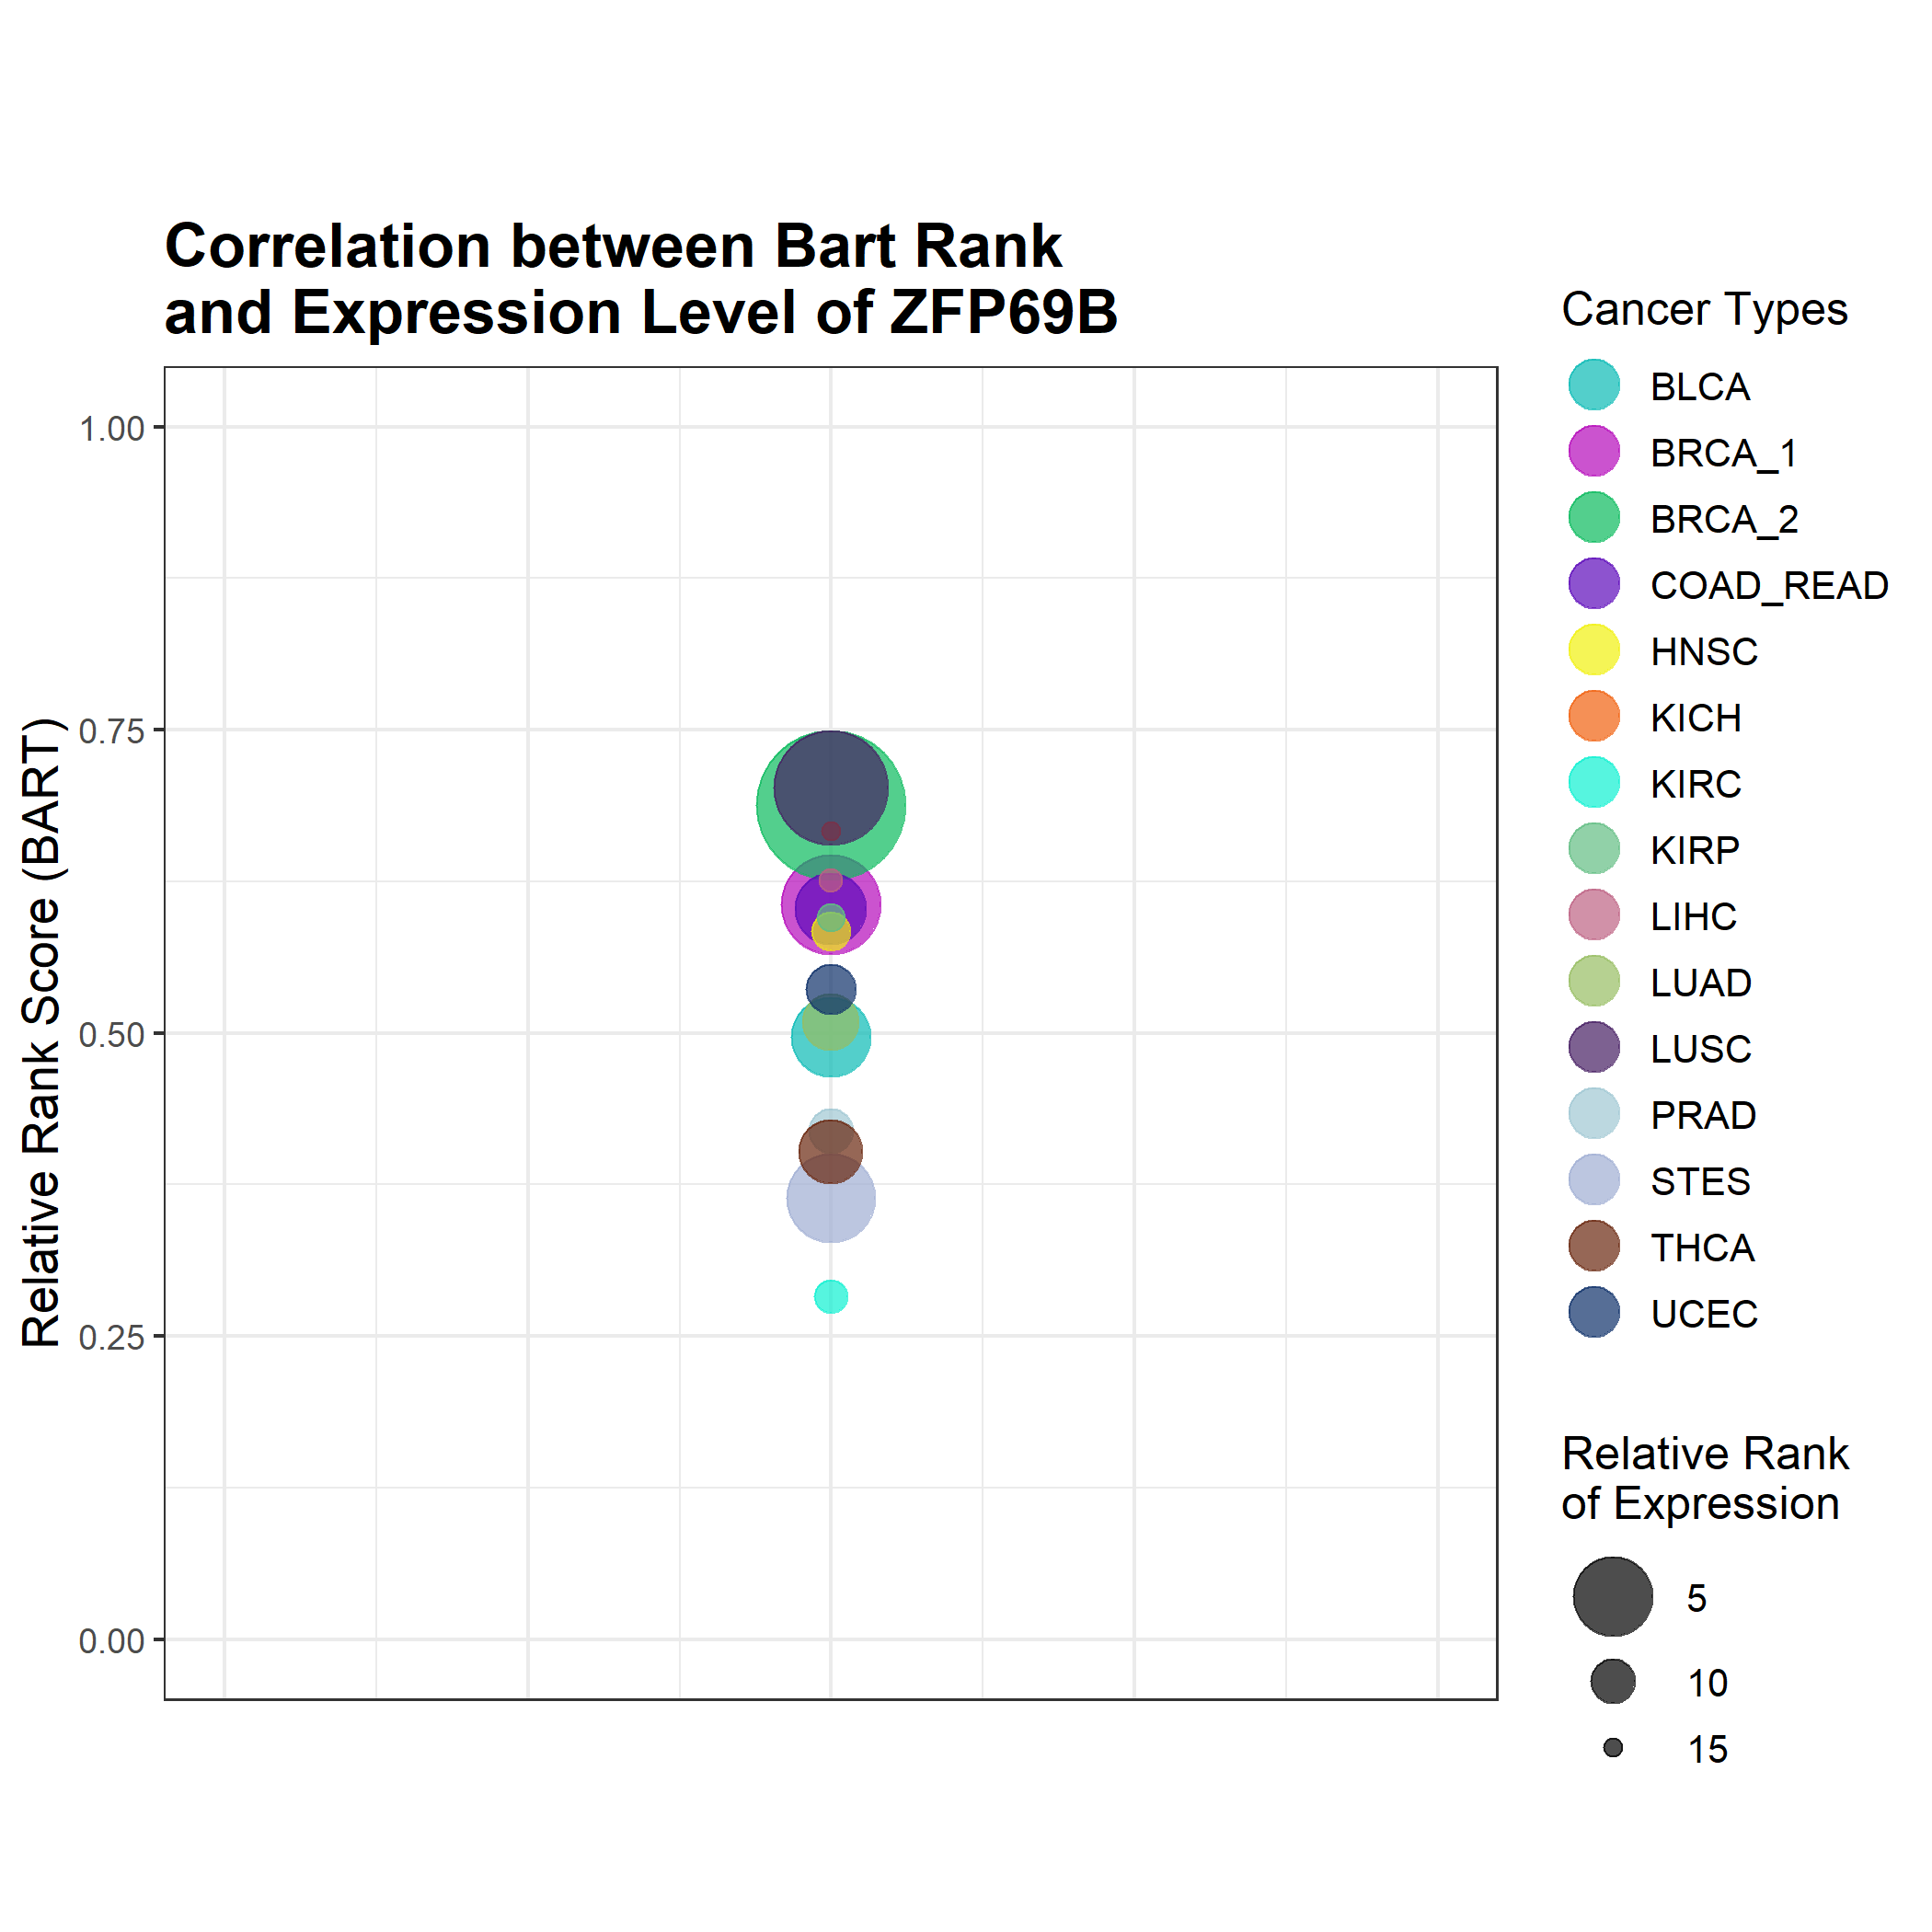 Correlation between Bart Rank
and Expression Level of ZFP69B
Relative Rank Score (BART)
1.00
0.75
0.50
0.25
0.00
Cancer Types
BLCA
BRCA_1
BRCA_2
COAD_READ
HNSC
KICH
KIRC
KIRP
LIHC
LUAD
LUSC
PRAD
STES
THCA
UCEC
Relative Rank
of Expression
5
10
15